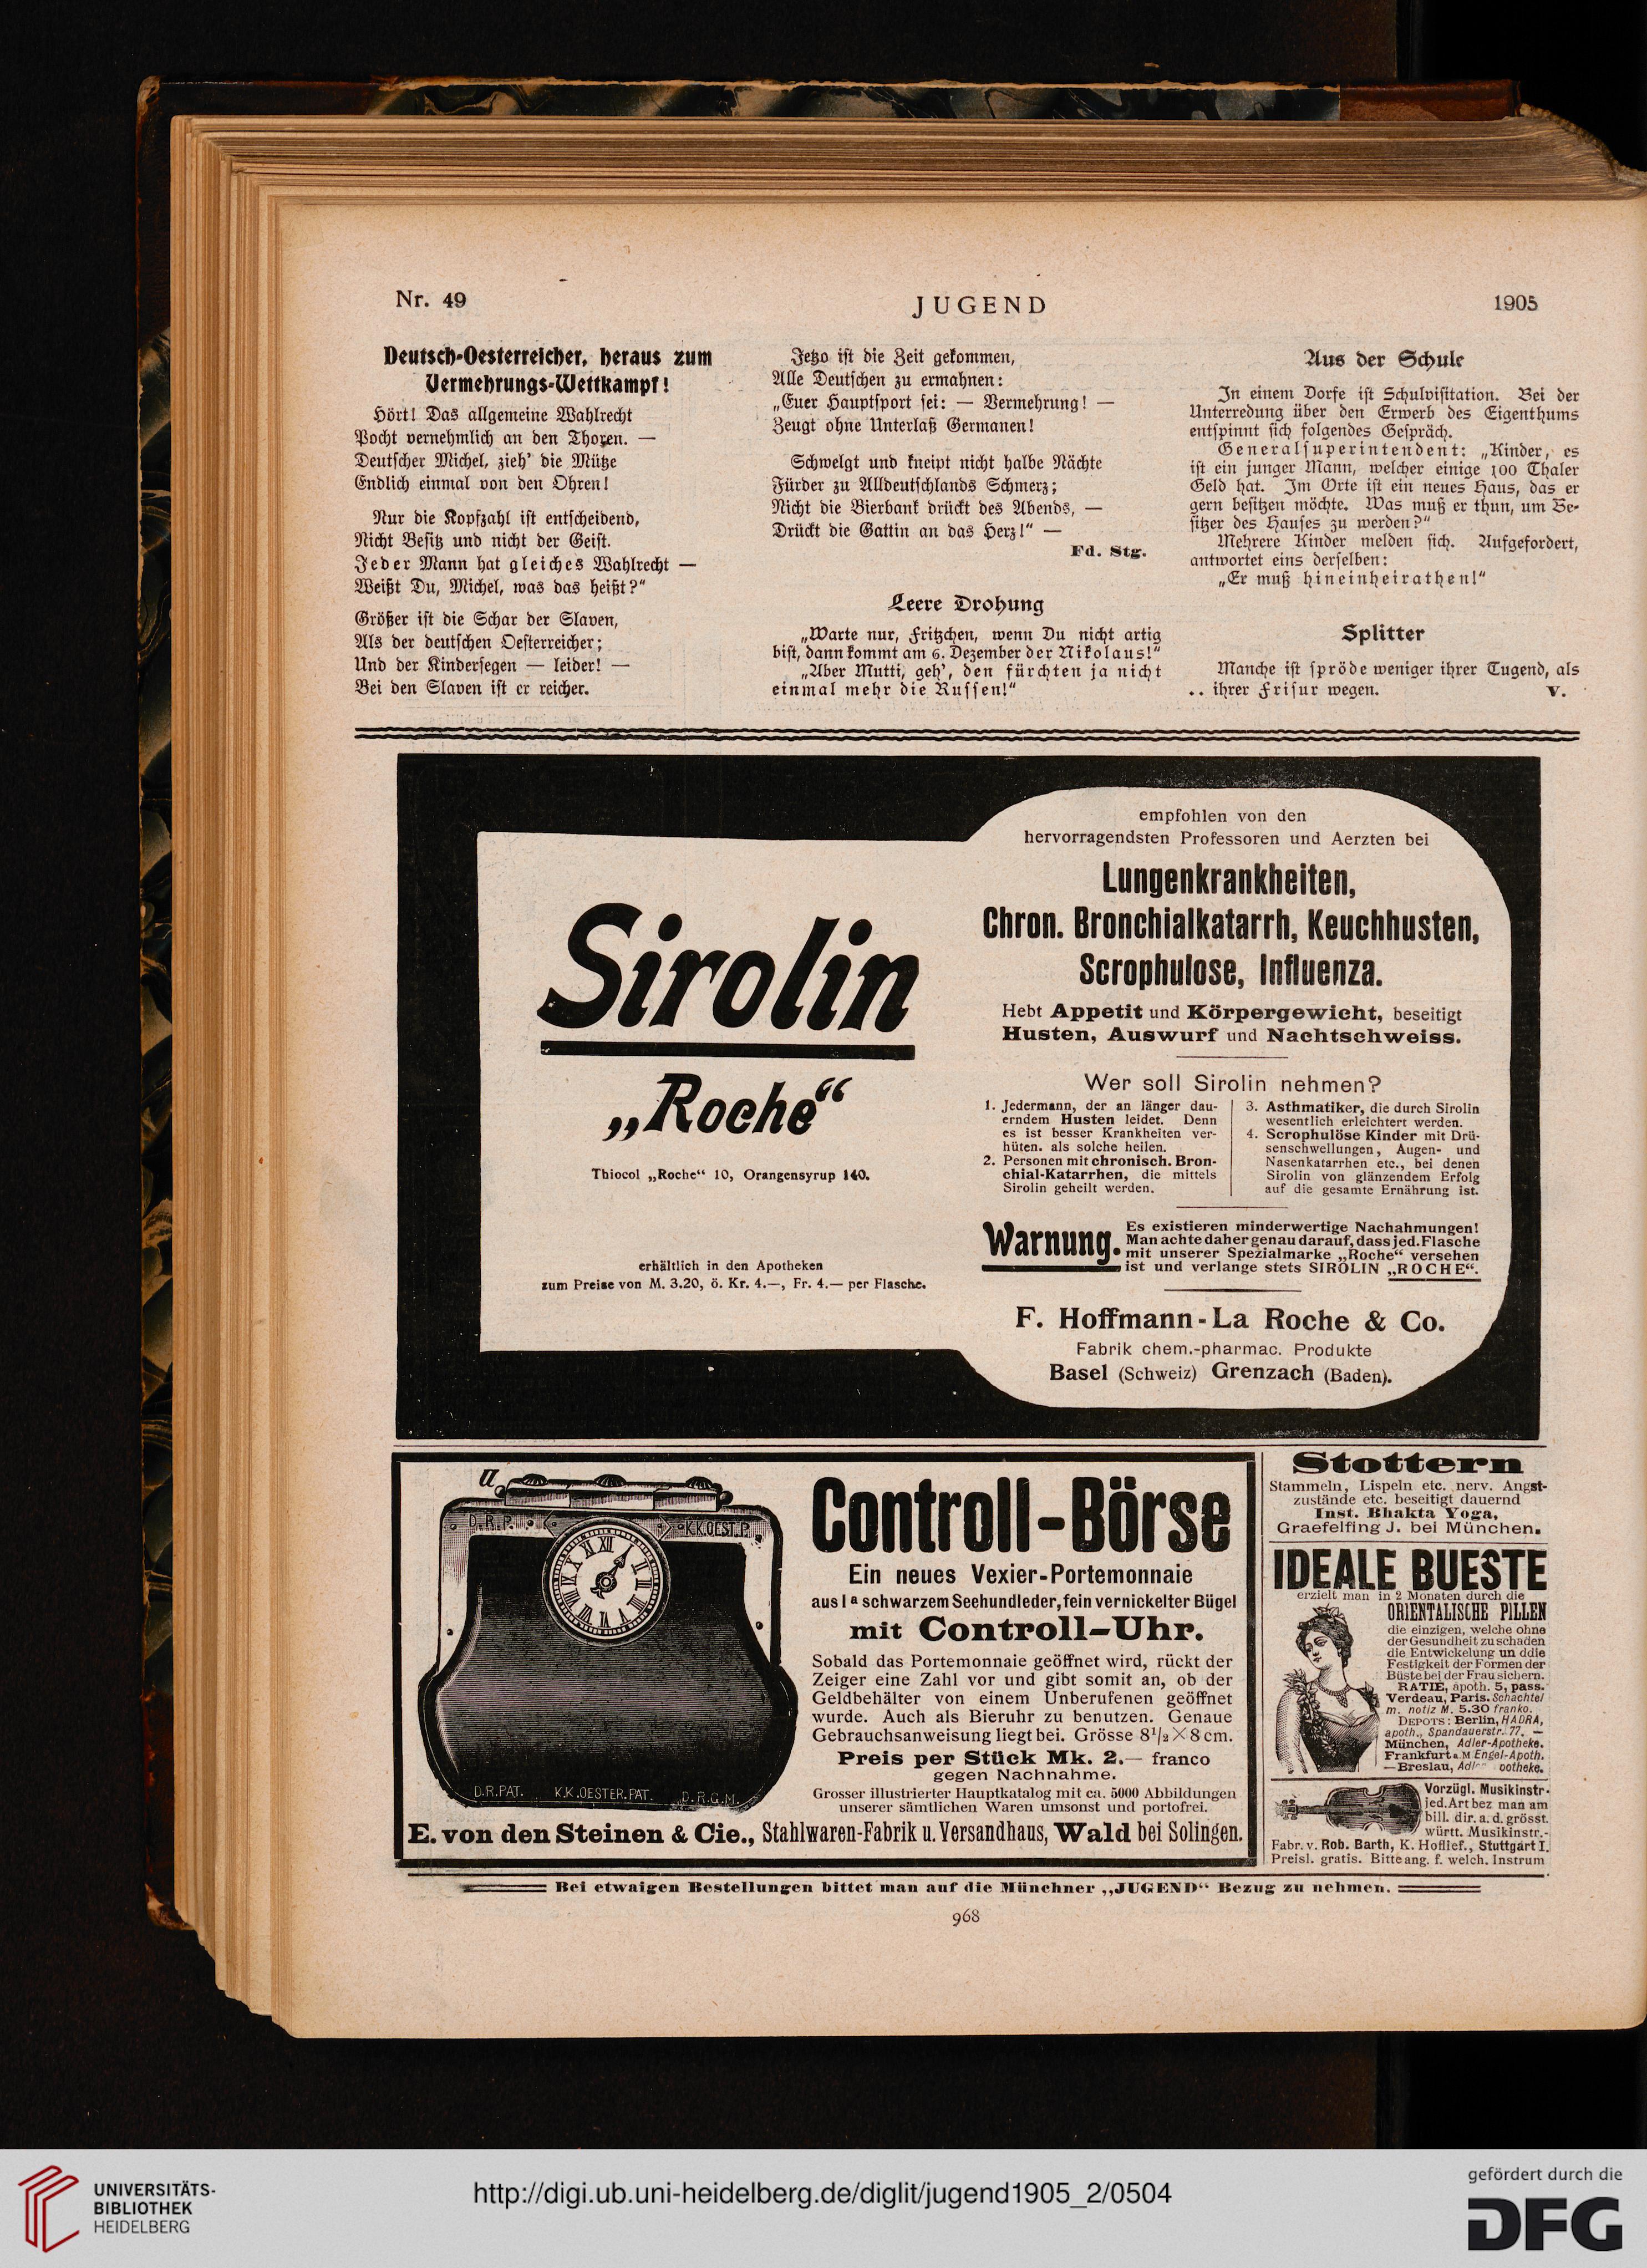 Nr. 49
JUGEND
1905
Deutsch-Oesterreicher, heraus zum
Vermehrungs-Wettkampf!
Hört! Das allgemeine Wahlrecht
Pocht vernehmlich an den Thoren. —
Deutscher Michel, zieh' die Mütze
Endlich einmal von den Ohren!
Nur die Kopfzahl ist entscheidend,
Nicht Besitz und nicht der Geist.
Jeder Mann hat gleiches Wahlrecht —
Weißt Du, Michel, was das heißt?"
Größer ist die Schar der Slaven,
Als der deutschen Oesterreicher;
Und der Kindersegen — leider! —
Bei den Slaven ist er reicher.
Jetzo ist die Zeit gekommen,
Alle Deutschen zu ermahnen:
„Euer Hauptsport sei: — Vermehrung! —
Zeugt ohne Unterlaß Germanen!
Schwelgt und kneipt nicht halbe Nächte
Fürder zu Alldeutschlands Schmerz;
Nicht die Bierbank drückt des Abends, —
Drückt die Gattin an das Herz!" —
Fd. Stg.
Leere Drohung
„Warte nur, Fritzchen, wenn Du nicht artig
bist, dann kommt am 6. Dezember der Nikolaus!"
„Aber Mutti, geh', den fürchten ja nicht
einmal mehr die Russen!"
Aus der Schule
In einem Dorfe ist Schulvisitation. Bei der
Unterredung über den Erwerb des Eigenthums
entspinnt sich folgendes Gespräch.
Generalsuperintendent: „Kinder, es
ist ein junger Mann, welcher einige 100 Thaler
Geld hat. Im Orte ist ein neues Haus, das er
gern besitzen möchte. Was muß er thun, um Be-
sitzer des Hauses zu werden?"
Mehrere Kinder melden sich. Aufgefordert,
antwortet eins derselben:
„Er muß hineinheirathen!"
Splitter
Manche ist spröde weniger ihrer Tugend, als
.. ihrer Frisur wegen.
V.
Sirolin
„Roche“
Thiocol „Roche“ 10, Orangensyrup 140.
erhältlich in den Apotheken
zum Preise von M. 3.20, ö. Kr. 4.—, Fr. 4.— per Flasche.
empfohlen von den
hervorragendsten Professoren und Aerzten bei
Lungenkrankheiten,
Chron. Bronchialkatarrh, Keuchhusten,
Scrophulose, Influenza.
Hebt Appetit und Körpergewicht, beseitigt
Husten, Auswurf und Nachtschweiss.
Wer soll Sirolin nehmen?
1. Jedermann, der an länger dau-
erndem Husten leidet. Denn
es ist besser Krankheiten ver-
hüten, als solche heilen.
2. Personen mit chronisch. Bron-
chial-Katarrhen, die mittels
Sirolin geheilt werden.
3. Asthmatiker, die durch Sirolin
wesentlich erleichtert werden.
4. Scrophulöse Kinder mit Drü-
senschwellungen, Augen- und
Nasenkatarrhen etc., bei denen
Sirolin von glänzendem Erfolg
auf die gesamte Ernährung ist.
Warnung.
Es existieren minderwertige Nachahmungen!
Man achte daher genau darauf, dass jed. Flasche
mit unserer Spezialmarke „Roche“ versehen
ist und verlange stets SIROLIN „ROCHE“.
F. Hoffmann-La Roche & Co.
Fabrik chem.-pharmac. Produkte
Basel (Schweiz) Grenzach (Baden).
D.R.P.
K.K.OEST.P.
D.R.PAT. K.K.OESTER.PAT. D.R.G.M.
Controll-Börse
Ein neues Vexier-Portemonnaie
aus Iª schwarzem Seehundleder, fein vernickelter Bügel
mit Controll-Uhr.
Sobald das Portemonnaie geöffnet wird, rückt der
Zeiger eine Zahl vor und gibt somit an, ob der
Geldbehälter von einem Unberufenen geöffnet
wurde. Auch als Bieruhr zu benutzen. Genaue
Gebrauchsanweisung liegt bei. Grösse 8½×8 cm.
Preis per Stück Mk. 2.— franco
gegen Nachnahme.
Grosser illustrierter Hauptkatalog mit ca. 5000 Abbildungen
unserer sämtlichen Waren umsonst und portofrei.
E. von den Steinen & Cie., Stahlwaren-Fabrik u. Versandhaus, Wald bei Solingen.
Stottern
Stammeln, Lispeln etc. nerv. Angst-
zustände etc. beseitigt dauernd
Inst. Bhakta Yoga,
Graefelfing J. bei München.
IDEALE BUESTE
erzielt man in 2 Monaten durch die
ORIENTALISCHE PILLEN
die einzigen, welche ohne
der Gesundheit zu schaden
die Entwickelung un ddie
Festigkeit der Formen der
Büste bei der Frau sichern.
RATIE, apoth. 5, pass.
Verdeau, Paris. Schachtel
m. notiz M. 5.30 franko.
DEPOTS: Berlin, HADRA,
apoth., Spandauerstr. 77. —
München, Adler-Apotheke.
Frankfurt a.M Engel-Apoth.
—Breslau, otheke.
Vorzügl. Musikinstr.
jed. Art bez man am
bill. dir. a. d. grösst.
württ. Musikinstr.-
Fabr. v. Rob. Barth, K. Hoflief., Stuttgart I.
Preisl. gratis. Bitte ang. f. welch. Instrum
Bei etwaigen Bestellungen bittet man auf die Münchner „JUGEND“ Bezug zu nehmen.
968
UNIVERSITÄTS-
BIBLIOTHEK
HEIDELBERG
http://digi.ub.uni-heidelberg.de/diglit/jugend1905_2/0504
gefördert durch die
DFG